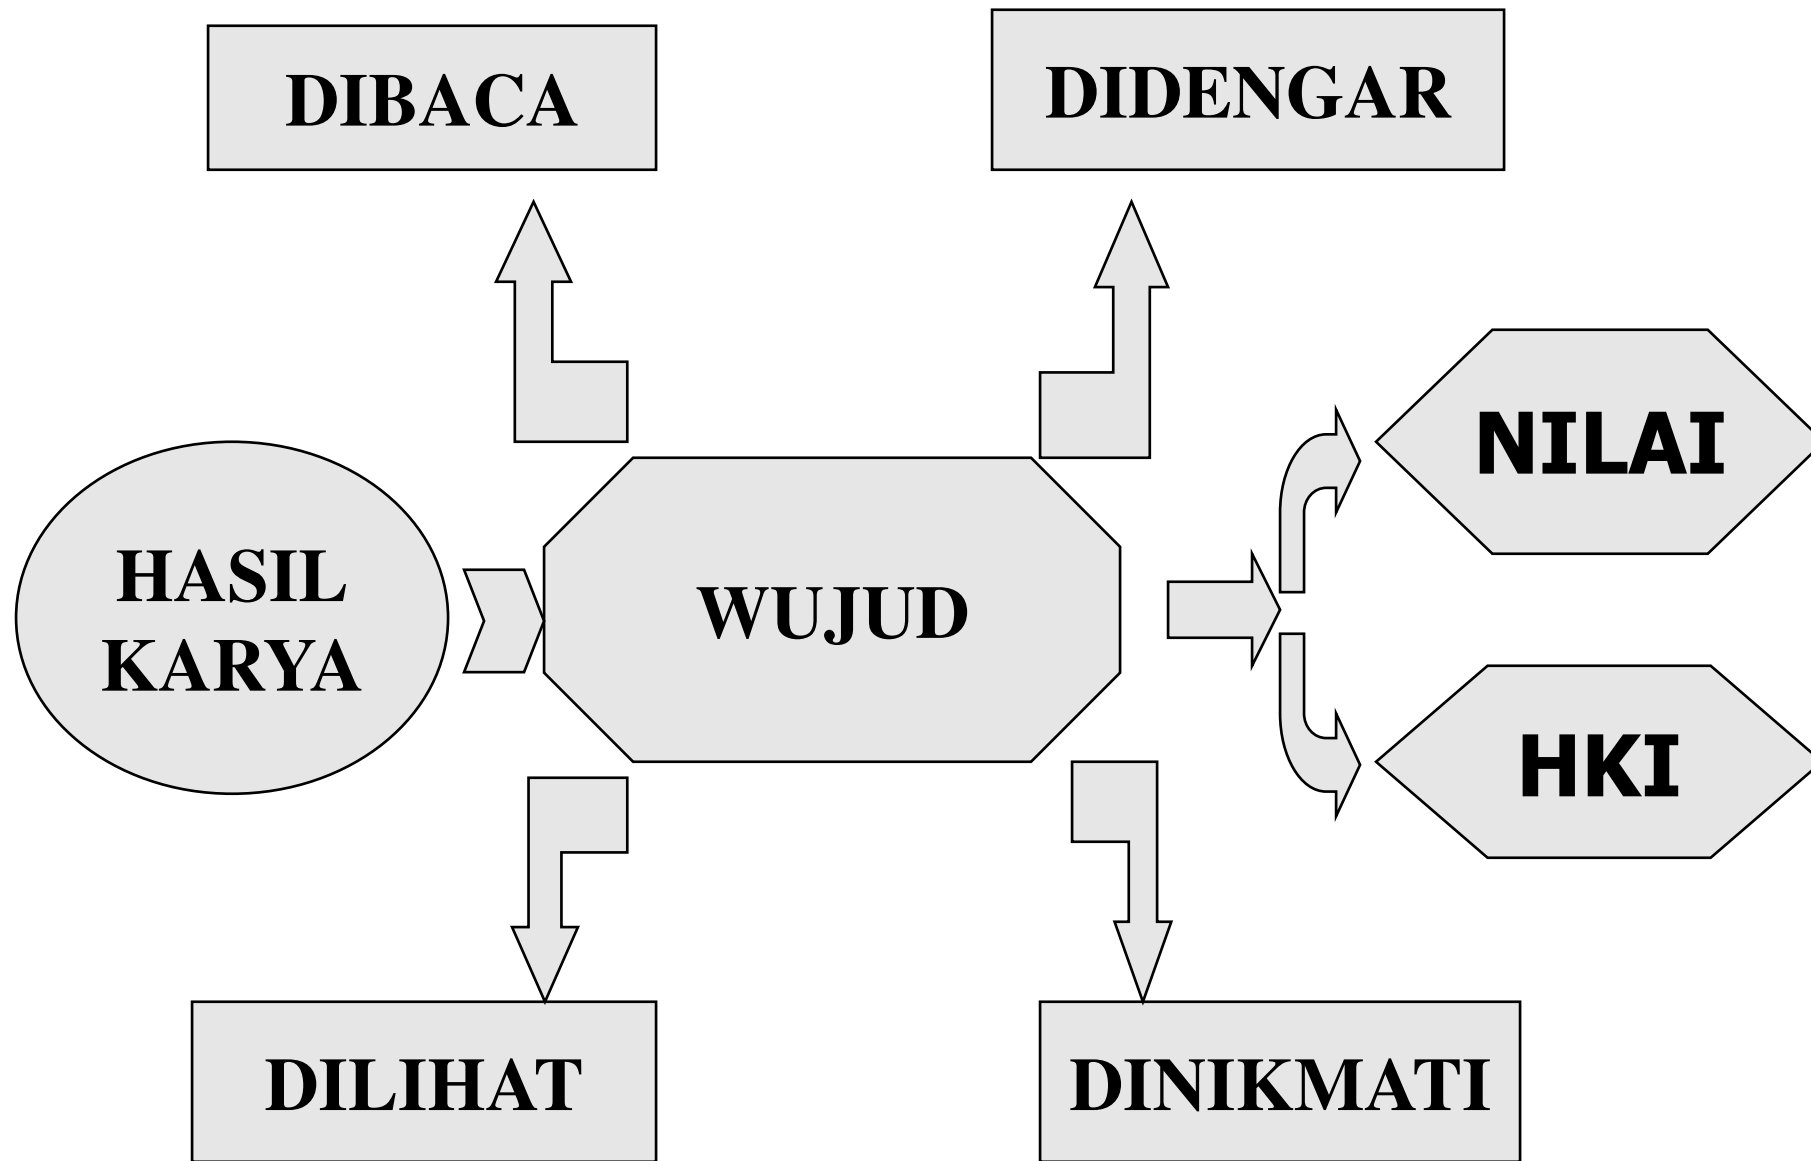 DIBACA
DIDENGAR
NILAI
HASIL
KARYA
WUJUD
HKI
DILIHAT
DINIKMATI